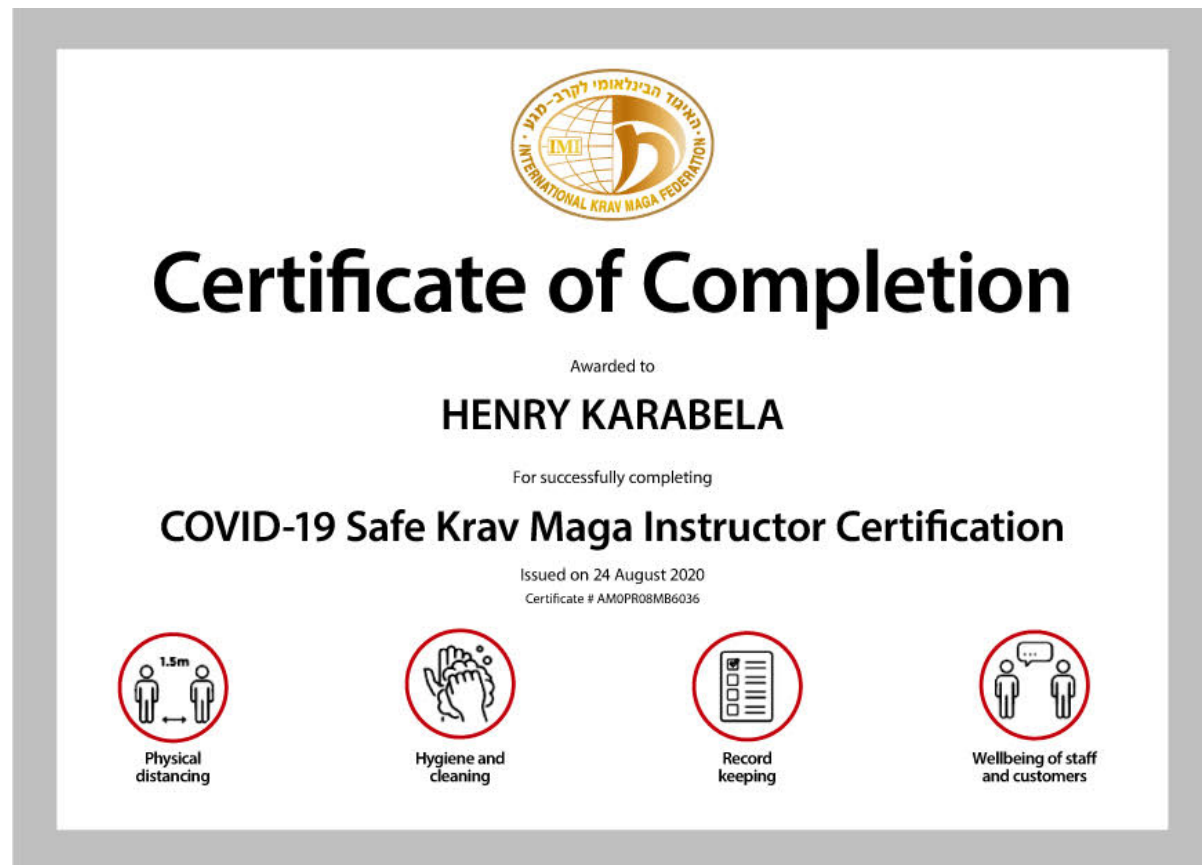 האיגוד הבינלאומי לקרב-מגע
IMI
INTERNATIONAL KRAV MAGA FEDERATION
Certificate of Completion
Awarded to
HENRY KARABELA
For successfully completing
COVID-19 Safe Krav Maga Instructor Certification
Issued on 24 August 2020
Certificate # AM0PR08MB6036
1.5m
Physical
distancing
Hygiene and
cleaning
Record
keeping
...
Wellbeing of staff
and customers